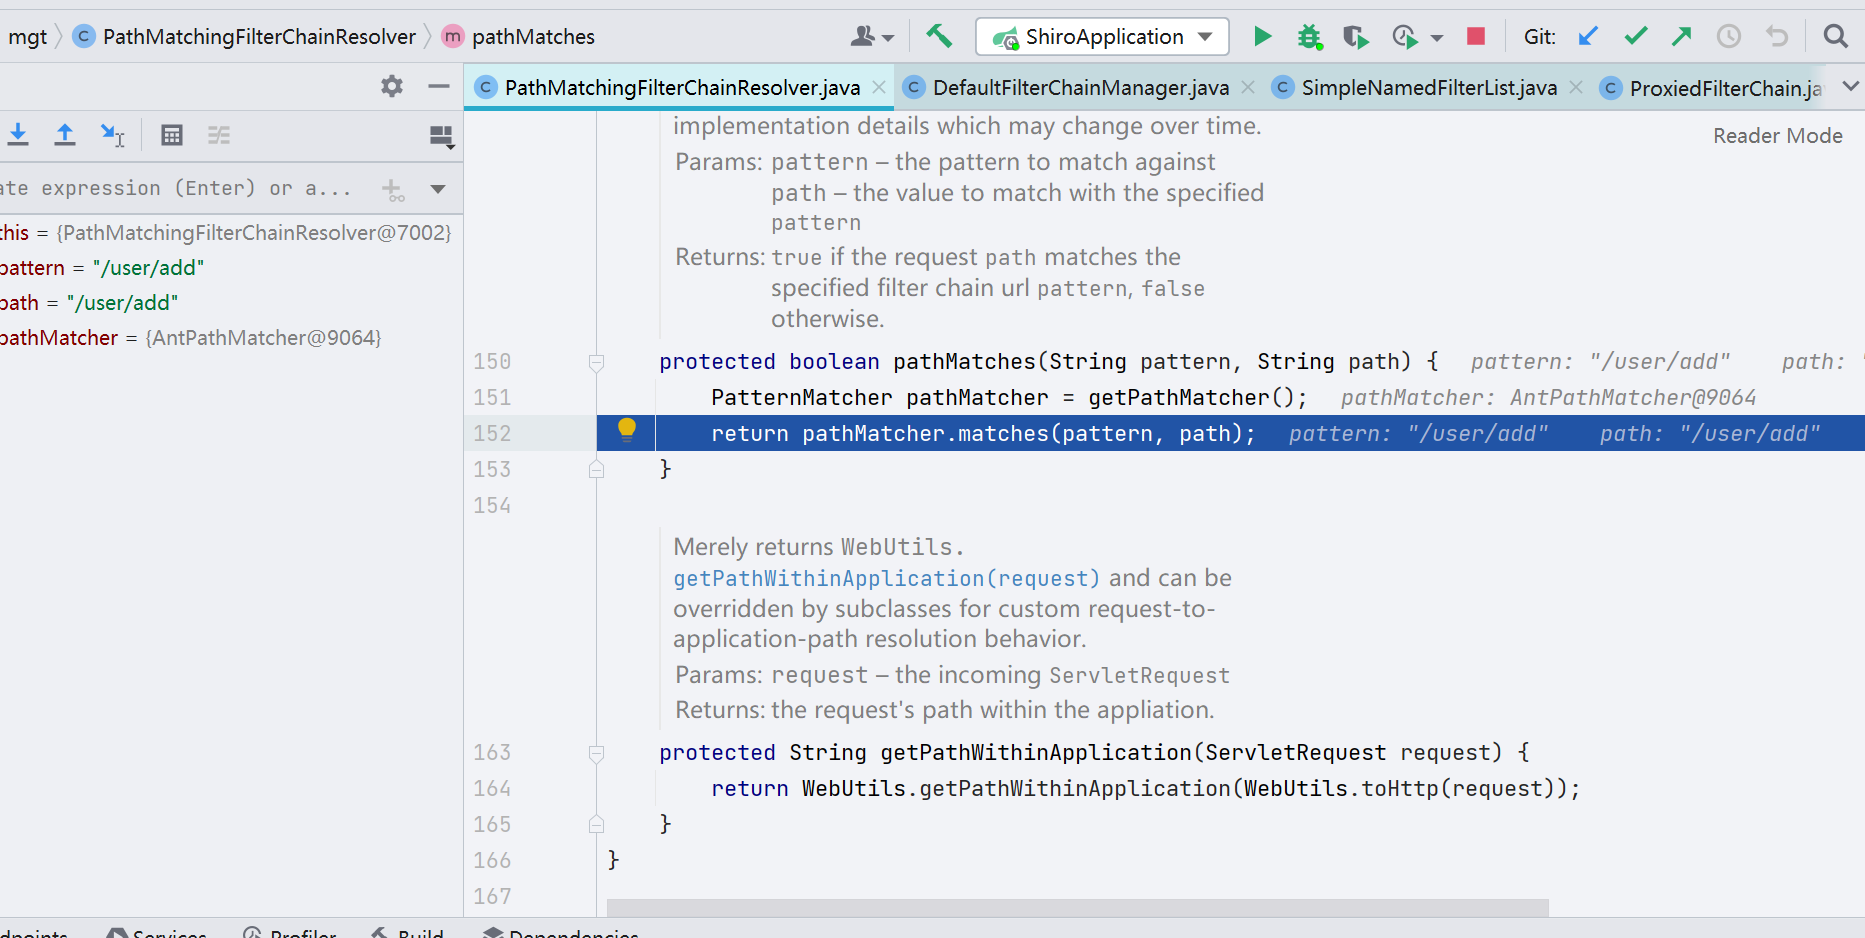 mgt PathMatchingFilterChainResolver m pathMatches ShiroApplication Git:
C PathMatchingFilterChainResolver.java C DefaultFilterChainManager.java C SimpleNamedFilterList.java C ProxiedFilterChain.ja
implementation details which may change over time.
Reader Mode
Params: pattern – the pattern to match against
path – the value to match with the specified
pattern
Returns: true if the request path matches the
specified filter chain url pattern, false
otherwise.
ate expression (Enter) or a...
this = {PathMatchingFilterChainResolver@7002}
pattern = "/user/add"
path = "/user/add"
pathMatcher = {AntPathMatcher@9064}
150 protected boolean pathMatches(String pattern, String path) { pattern: "/user/add" path: "
151 PatternMatcher pathMatcher = getPathMatcher(); pathMatcher: AntPathMatcher@9064
152 return pathMatcher.matches(pattern, path); pattern: "/user/add" path: "/user/add"
153 }
154
Merely returns WebUtils.
getPathWithinApplication(request) and can be
overridden by subclasses for custom request-to-
application-path resolution behavior.
Params: request – the incoming ServletRequest
Returns: the request's path within the appliation.
163 protected String getPathWithinApplication(ServletRequest request) {
164 return WebUtils.getPathWithinApplication(WebUtils.toHttp(request));
165 }
166 }
167
dpoints Services Profiler Build Dependencies